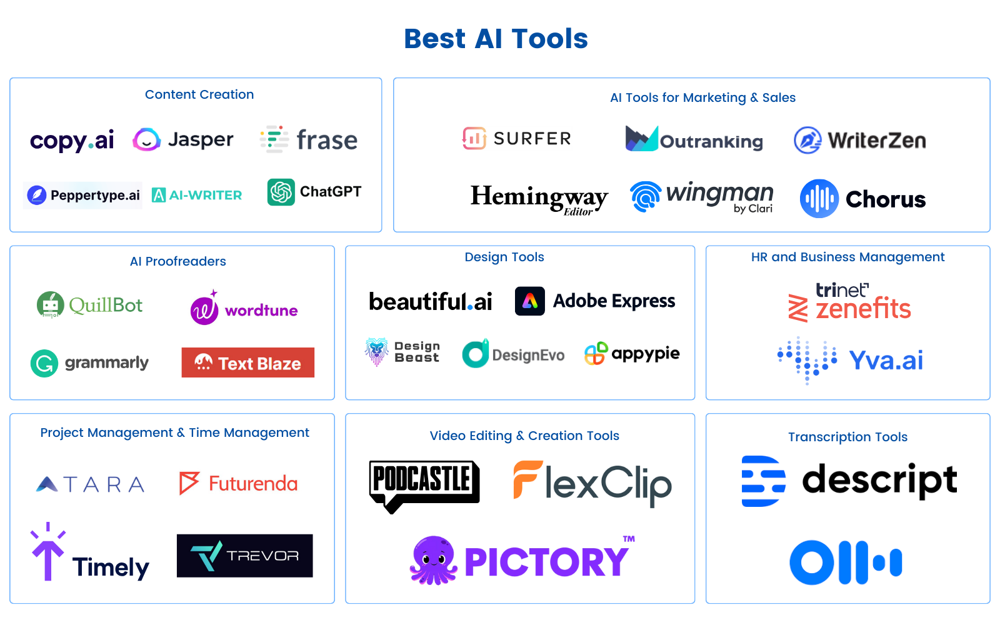 Best AI Tools
Content Creation
copy.ai
Jasper
frase
Peppertype.ai
A AI-WRITER
ChatGPT
AI Tools for Marketing & Sales
SURFER
Outranking
WriterZen
Hemingway
Editor
wingman
by Clari
Chorus
AI Proofreaders
QuillBot
w wordtune
G grammarly
Text Blaze
Design Tools
beautiful.ai
Adobe Express
Design
Beast
DesignEvo
appypie
HR and Business Management
trinet
zenefits
Yva.ai
Project Management & Time Management
TARA
Futurenda
Timely
TREVOR
Video Editing & Creation Tools
PODCASTLE
FlexClip
PICTORY™
Transcription Tools
descript